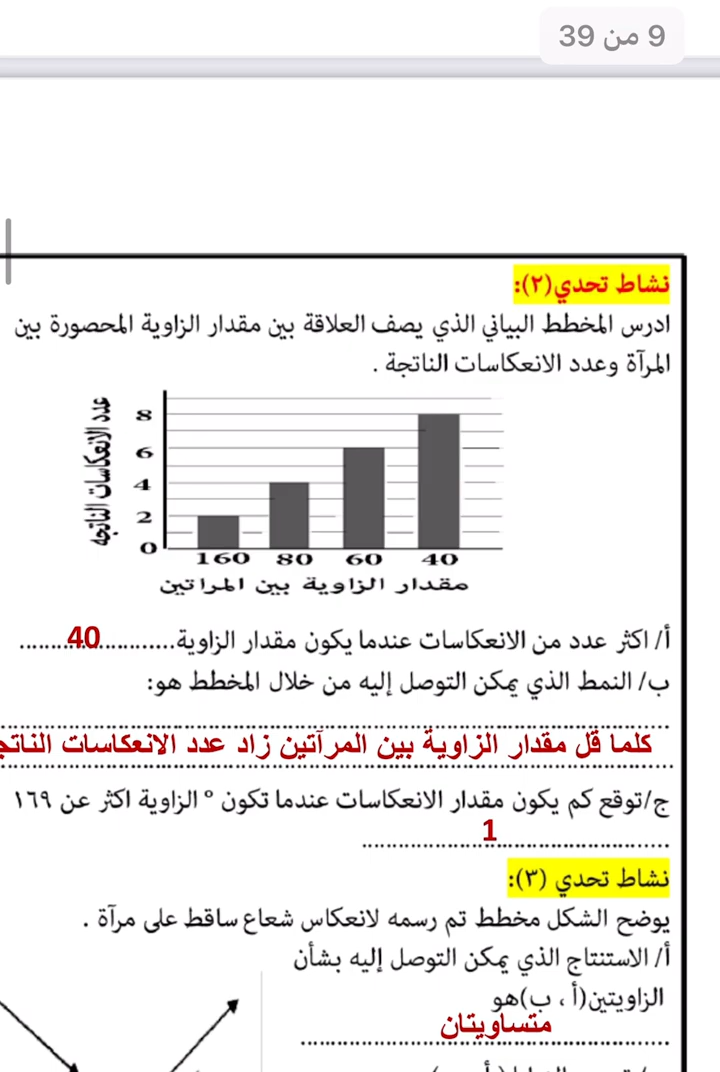 9 من 39
نشاط تحدي(٢):
ادرس المخطط البياني الذي يصف العلاقة بين مقدار الزاوية المحصورة بين
المرآة وعدد الانعكاسات الناتجة .
عدد الانعكاسات الناتجه
8
6
4
2
0
160 80 60 40
مقدار الزاوية بين المراتين
أ/ اكثر عدد من الانعكاسات عندما يكون مقدار الزاوية..........40..........
ب/ النمط الذي يمكن التوصل إليه من خلال المخطط هو:
كلما قل مقدار الزاوية بين المرآتين زاد عدد الانعكاسات
ج/توقع كم يكون مقدار الانعكاسات عندما تكون ° الزاوية اكثر عن ١٦٩
1
نشاط تحدي (٣):
يوضح الشكل مخطط تم رسمه لانعكاس شعاع ساقط على مرآة .
أ/ الاستنتاج الذي يمكن التوصل إليه بشأن
الزاويتين(أ ، ب)هو
متساويتان